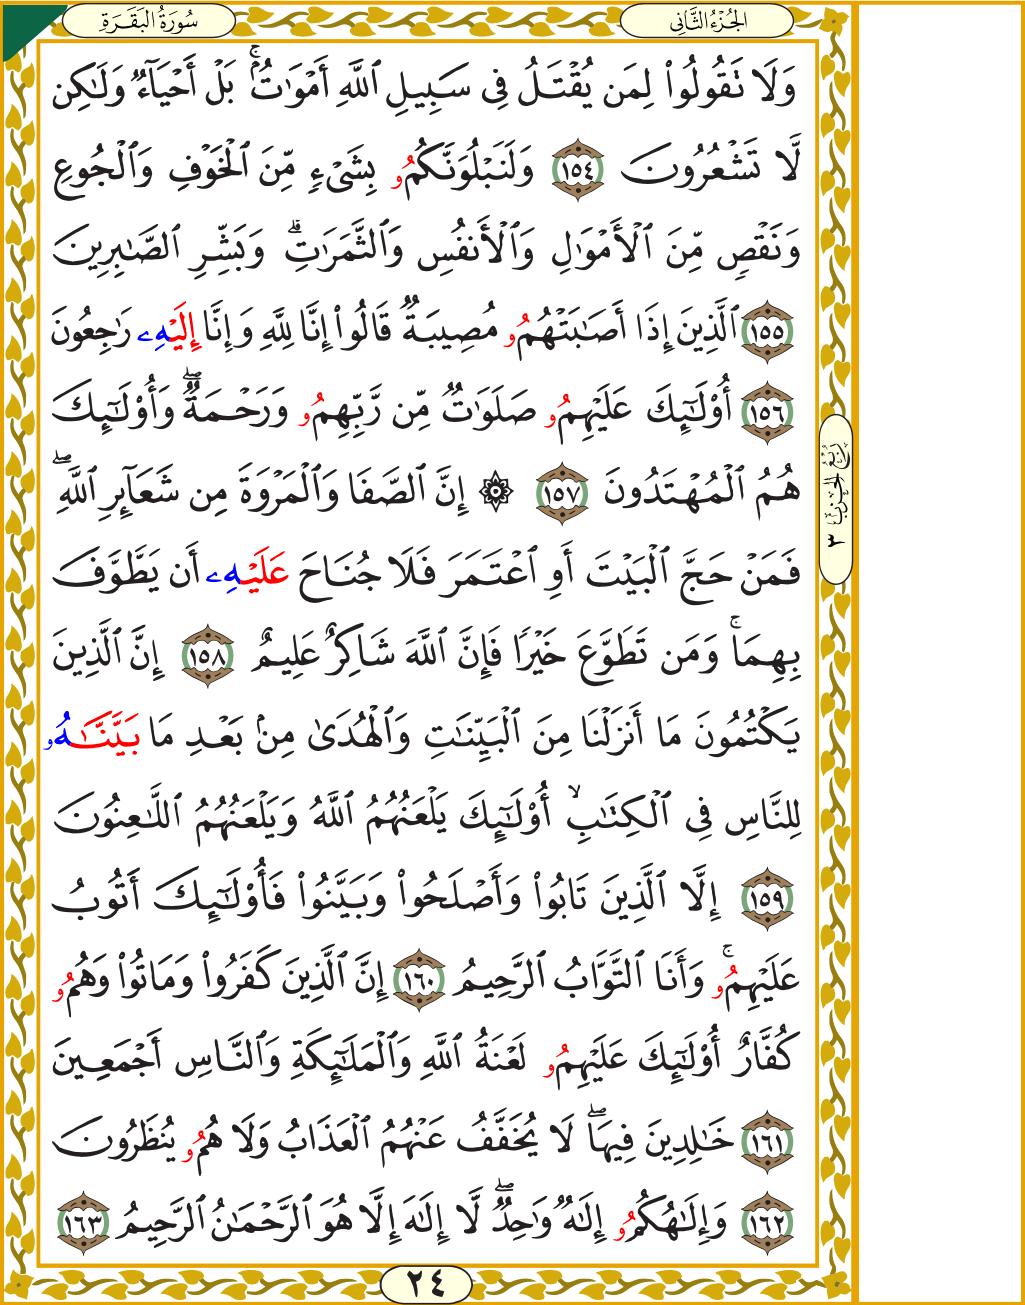 سُورَةُ البَقَرَةِ
الجُزءُ الثَّانِي
وَلَا تَقُولُواْ لِمَن يُقْتَلُ فِي سَبِيلِ ٱللَّهِ أَمْوَٰتُۢۚ بَلْ أَحْيَآءٞ وَلَٰكِن
لَّا تَشْعُرُونَ ١٥٤ وَلَنَبْلُوَنَّكُمُۥ بِشَيْءٖ مِّنَ ٱلْخَوْفِ وَٱلْجُوعِ
وَنَقْصٖ مِّنَ ٱلْأَمْوَٰلِ وَٱلْأَنفُسِ وَٱلثَّمَرَٰتِۗ وَبَشِّرِ ٱلصَّٰبِرِينَ
١٥٥ ٱلَّذِينَ إِذَا أَصَٰبَتْهُمُۥ مُصِيبَةٞ قَالُواْ إِنَّا لِلَّهِ وَإِنَّا إِلَيْهِۦ رَٰجِعُونَ
١٥٦ أُوْلَٰٓئِكَ عَلَيْهِمُۥ صَلَوَٰتٞ مِّن رَّبِّهِمُۥ وَرَحْمَةٞۖ وَأُوْلَٰٓئِكَ
هُمُ ٱلْمُهْتَدُونَ ١٥٧ ۞ إِنَّ ٱلصَّفَا وَٱلْمَرْوَةَ مِن شَعَآئِرِ ٱللَّهِۖ
فَمَنْ حَجَّ ٱلْبَيْتَ أَوِ ٱعْتَمَرَ فَلَا جُنَاحَ عَلَيْهِۦ أَن يَطَّوَّفَ
بِهِمَاۚ وَمَن تَطَوَّعَ خَيْرٗا فَإِنَّ ٱللَّهَ شَاكِرٌ عَلِيمٌ ١٥٨ إِنَّ ٱلَّذِينَ
يَكْتُمُونَ مَا أَنزَلْنَا مِنَ ٱلْبَيِّنَٰتِ وَٱلْهُدَىٰ مِنۢ بَعْدِ مَا بَيَّنَّٰهُۥ
لِلنَّاسِ فِي ٱلْكِتَٰبِۙ أُوْلَٰٓئِكَ يَلْعَنُهُمُ ٱللَّهُ وَيَلْعَنُهُمُ ٱللَّٰعِنُونَ
١٥٩ إِلَّا ٱلَّذِينَ تَابُواْ وَأَصْلَحُواْ وَبَيَّنُواْ فَأُوْلَٰٓئِكَ أَتُوبُ
عَلَيْهِمُۥۚ وَأَنَا ٱلتَّوَّابُ ٱلرَّحِيمُ ١٦٠ إِنَّ ٱلَّذِينَ كَفَرُواْ وَمَاتُواْ وَهُمُۥ
كُفَّارٌ أُوْلَٰٓئِكَ عَلَيْهِمُۥ لَعْنَةُ ٱللَّهِ وَٱلْمَلَٰٓئِكَةِ وَٱلنَّاسِ أَجْمَعِينَ
١٦١ خَٰلِدِينَ فِيهَاۖ لَا يُخَفَّفُ عَنْهُمُ ٱلْعَذَابُ وَلَا هُمُۥ يُنظَرُونَ
١٦٢ وَإِلَٰهُكُمُۥ إِلَٰهٞ وَٰحِدٞۖ لَّا إِلَٰهَ إِلَّا هُوَ ٱلرَّحْمَٰنُ ٱلرَّحِيمُ ١٦٣
رُبْعُ الحِزْبِ ٣
٢٤